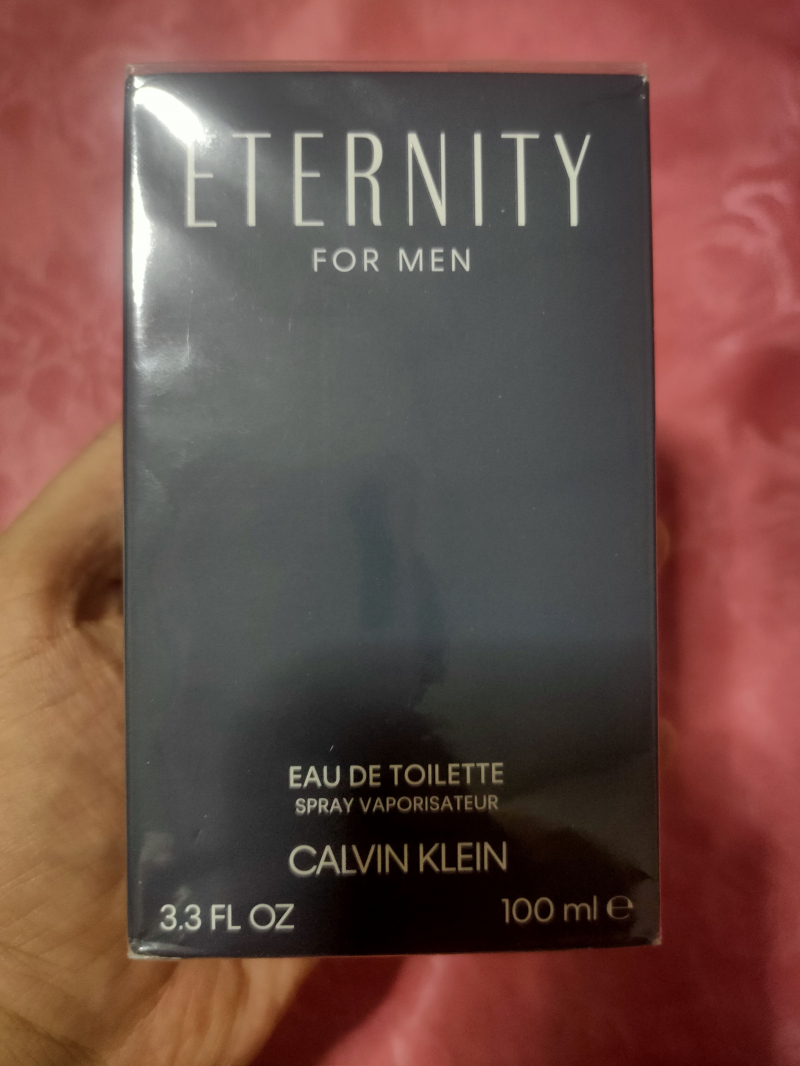 ETERNITY
FOR MEN
EAU DE TOILETTE
SPRAY VAPORISATEUR
CALVIN KLEIN
3.3 FL OZ 100 ml ℮